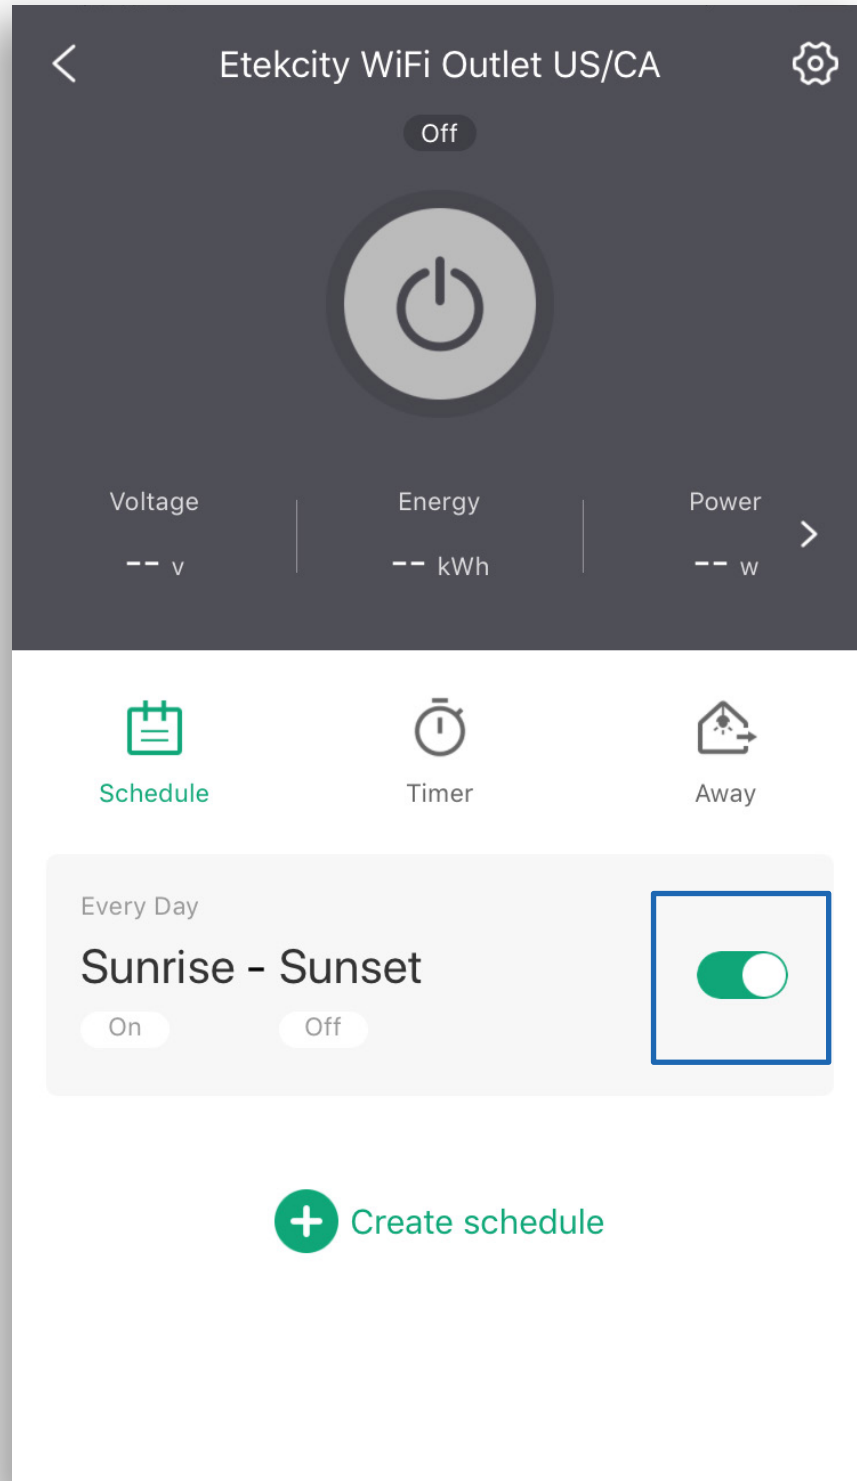 Etekcity WiFi Outlet US/CA
Off
Voltage Energy Power
-- v -- kWh -- w
Schedule Timer Away
Every Day
Sunrise - Sunset
On Off
Create schedule